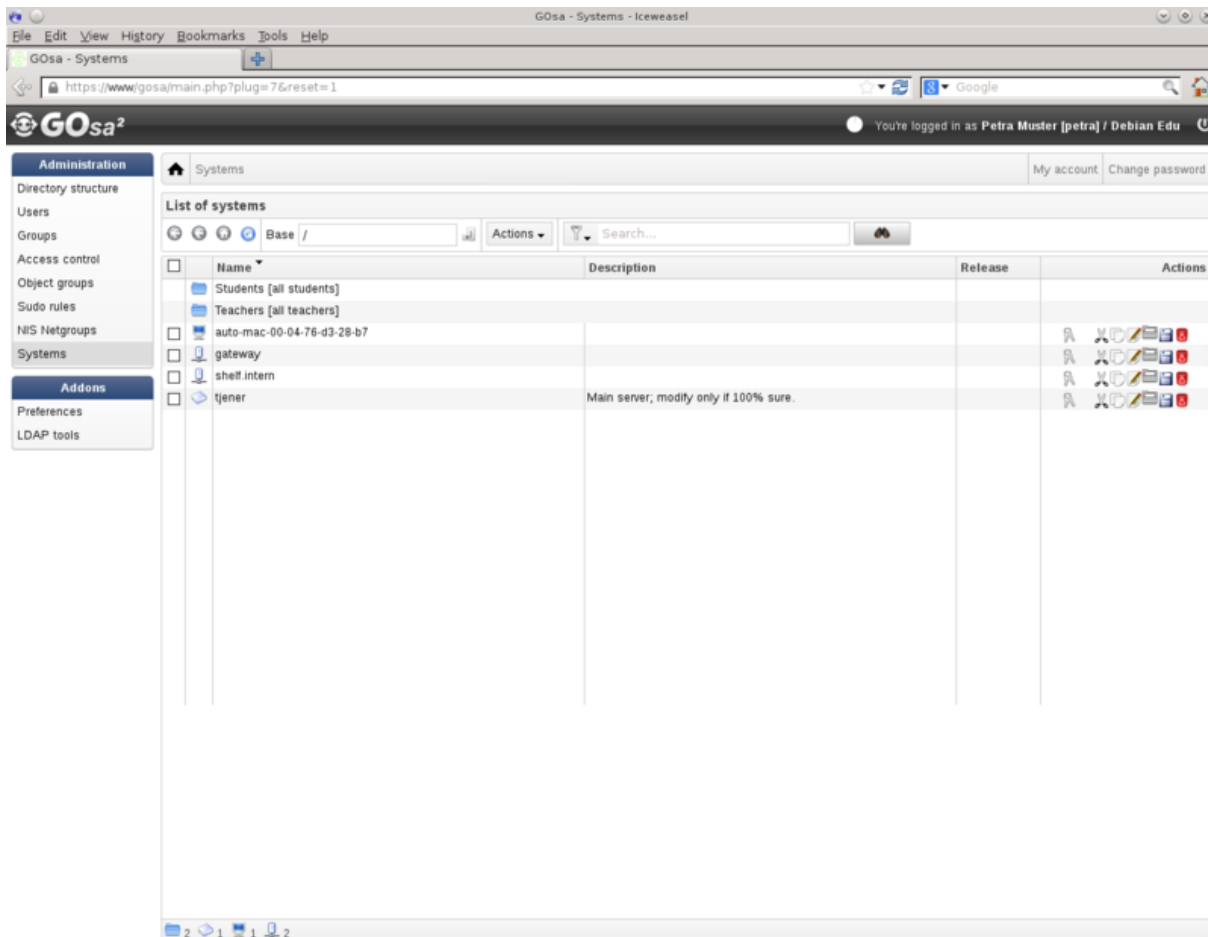 GOsa - Systems - Iceweasel
File Edit View History Bookmarks Tools Help
GOsa - Systems
https://www/gosa/main.php?plug=7&reset=1
8
Google
GOsa²
You're logged in as Petra Muster [petra] / Debian Edu
Administration
Directory structure
Users
Groups
Access control
Object groups
Sudo rules
NIS Netgroups
Systems
Addons
Preferences
LDAP tools
Systems
My account Change password
List of systems
Base / Actions Search...
Name Description Release Actions
Students [all students]
Teachers [all teachers]
auto-mac-00-04-76-d3-28-b7
gateway
shelf.intern
tjener Main server; modify only if 100% sure.
2 1 1 2